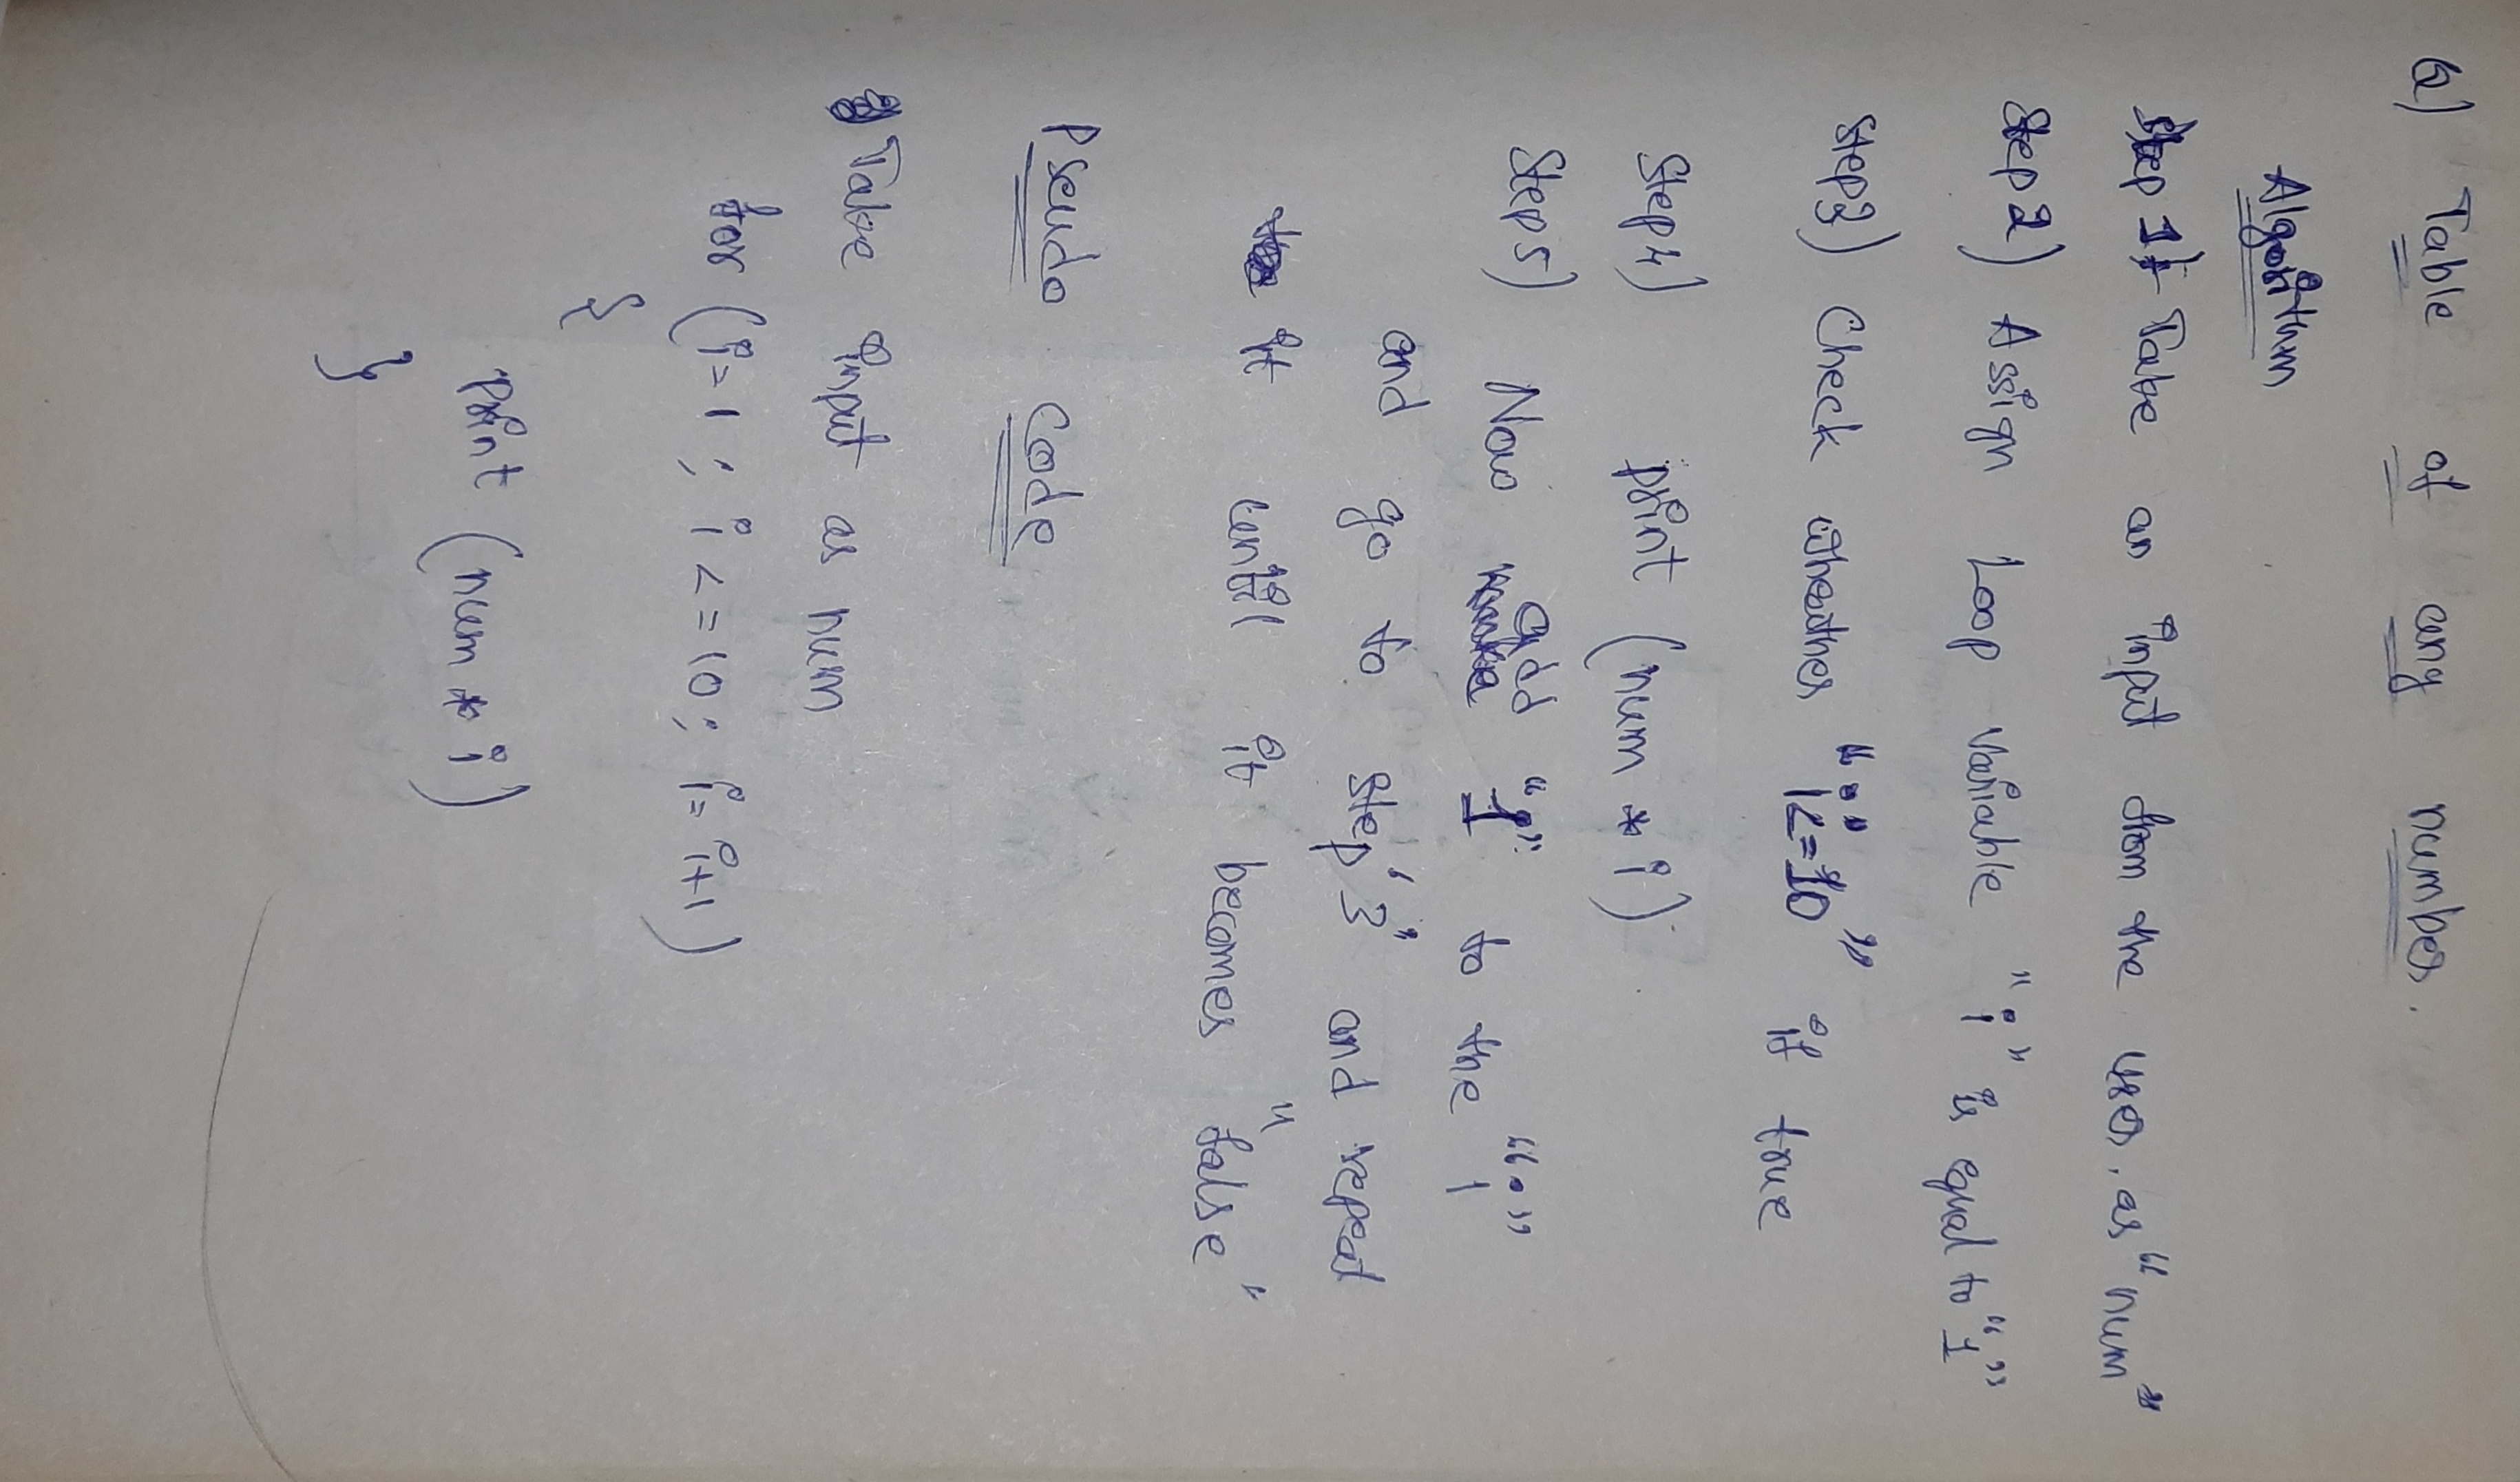 Q) Table of any number.
Algorithm
Step 1) Take an input from the user, as "num"
Step 2) Assign Loop variable "i" is equal to "1"
Step 3) Check wheather "i<=10" if true
Step 4) print (num * i)
Step 5) Now add "1" to the "i"
and go to step "3" and repeat
it until it becomes "false"
Pseudo Code
Take input as num
for (i=1 ; i <=10 ; i= i+1)
{
Print (num * i)
}